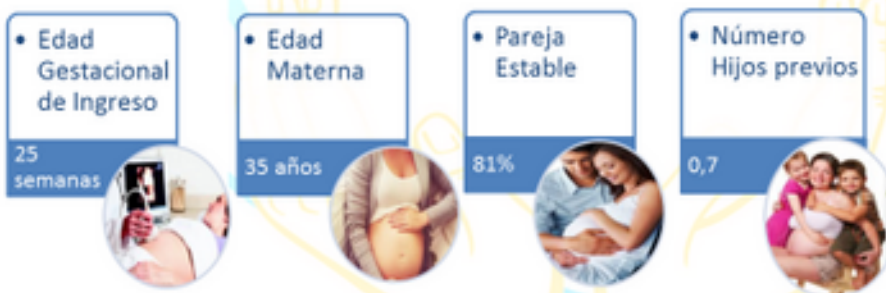 • Edad
Gestacional
de Ingreso
25
semanas
• Edad
Materna
35 años
• Pareja
Estable
81%
• Número
Hijos previos
0,7